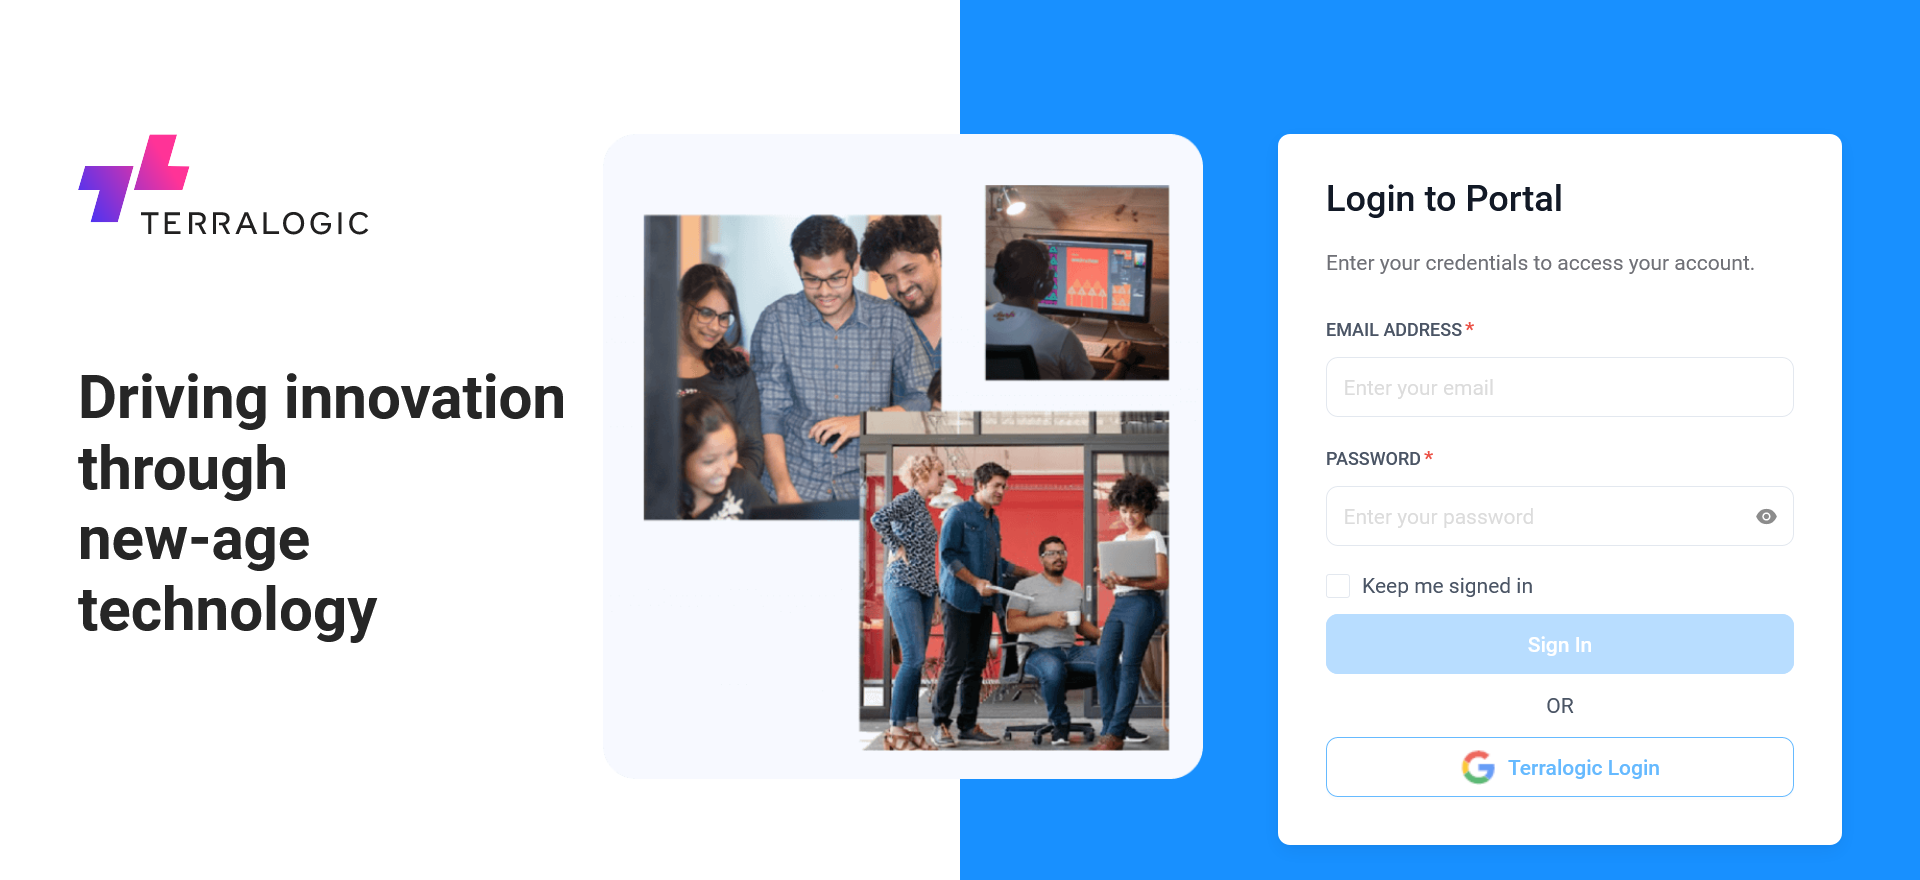 TERRALOGIC
Driving innovation
through
new-age
technology
Login to Portal
Enter your credentials to access your account.
EMAIL ADDRESS *
Enter your email
PASSWORD *
Enter your password
Keep me signed in
Sign In
OR
Terralogic Login